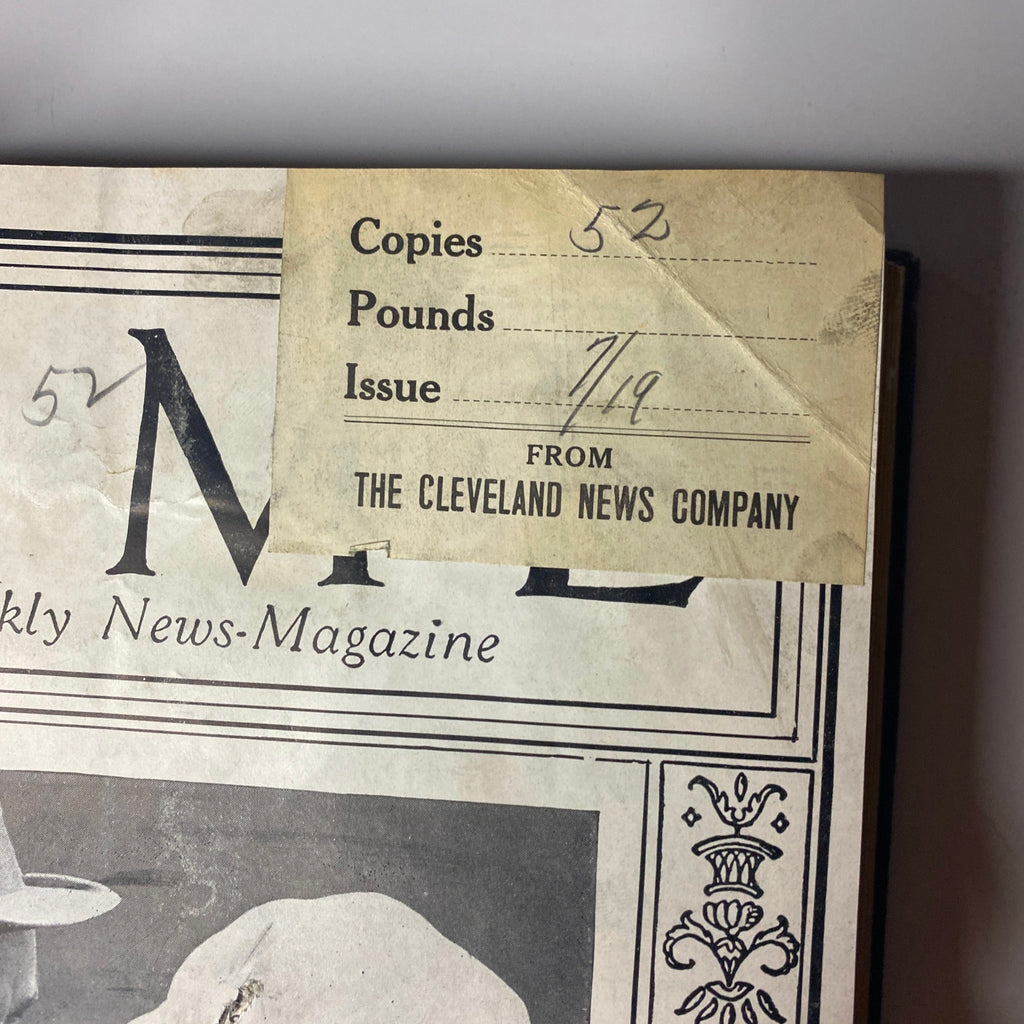 Copies 52
Pounds
Issue 7/19
FROM
THE CLEVELAND NEWS COMPANY
52
M E
kly News-Magazine